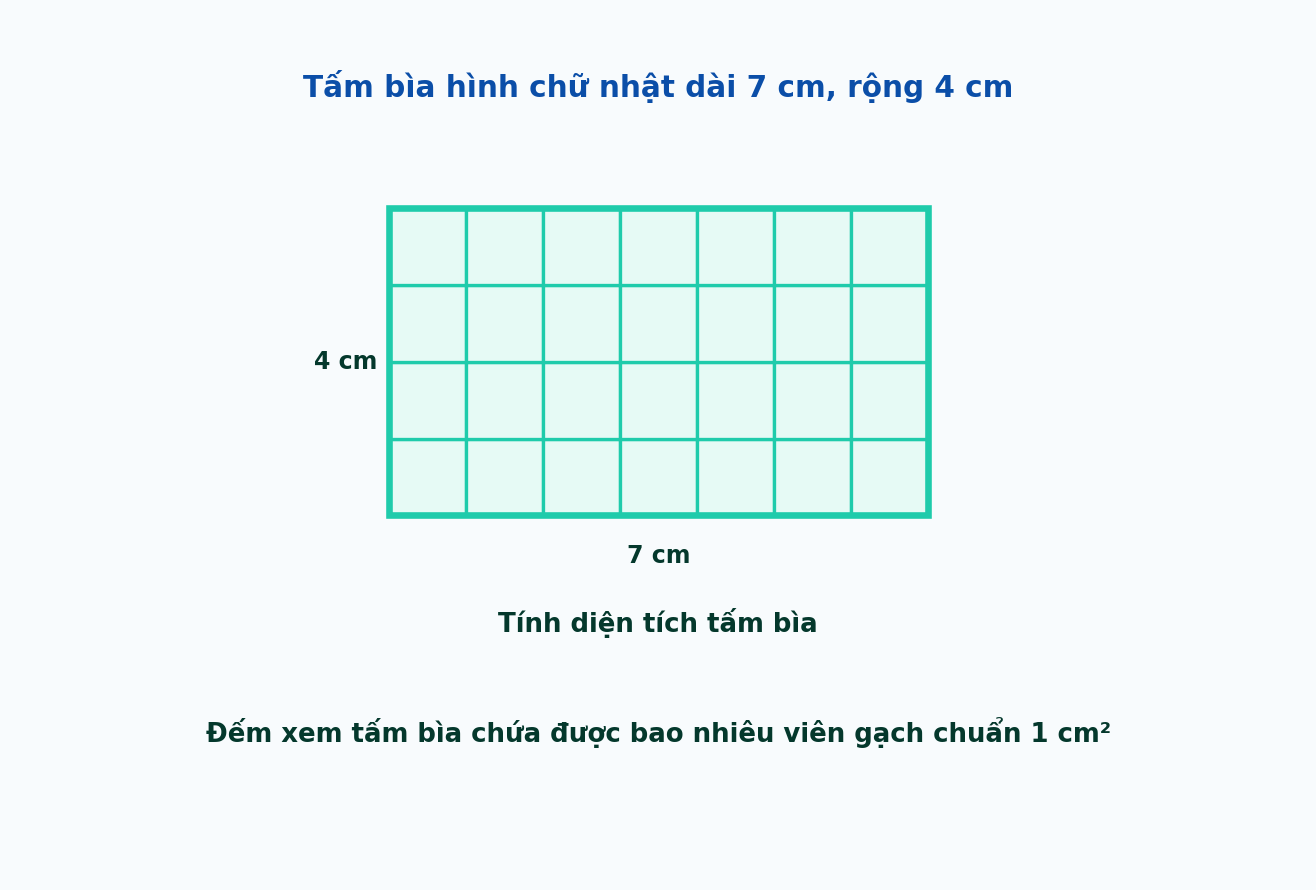 Tấm bìa hình chữ nhật dài 7 cm, rộng 4 cm
4 cm
7 cm
Tính diện tích tấm bìa
Đếm xem tấm bìa chứa được bao nhiêu viên gạch chuẩn 1 cm²